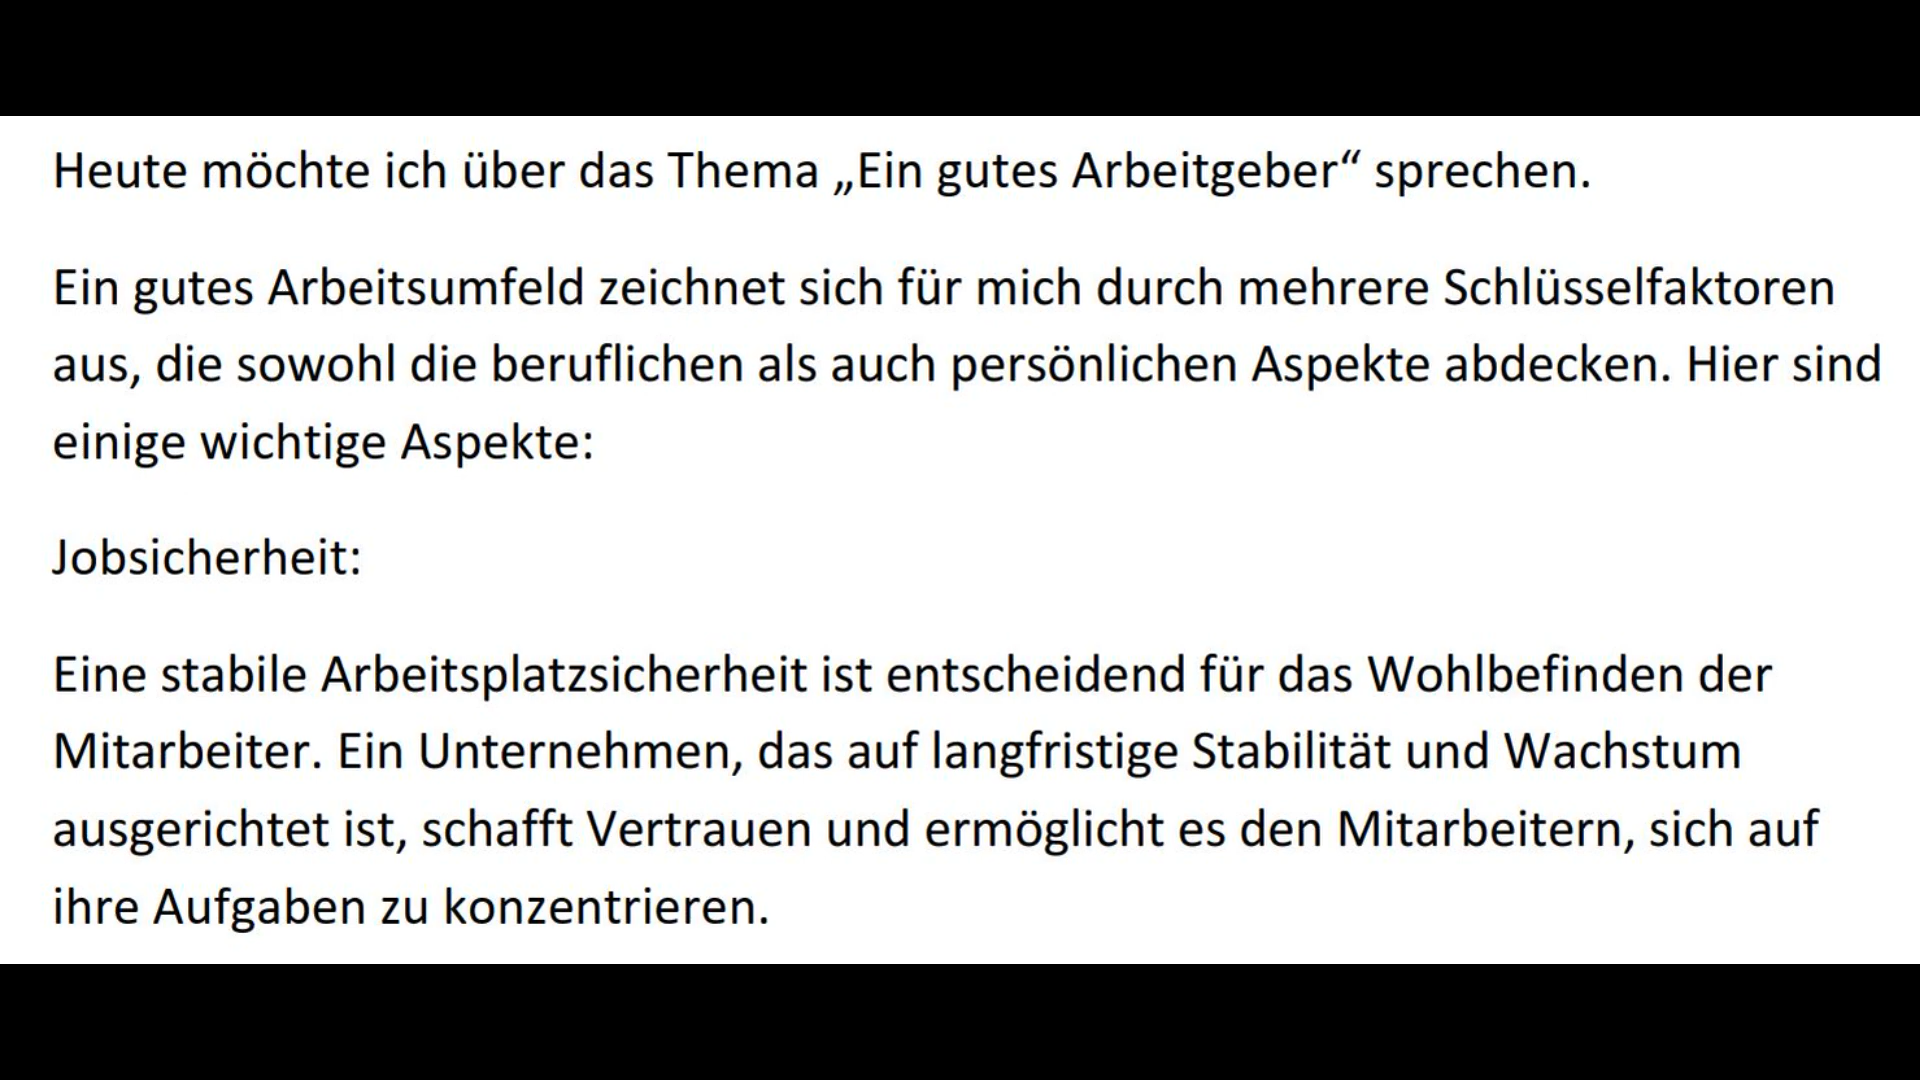 Heute möchte ich über das Thema „Ein gutes Arbeitgeber“ sprechen.
Ein gutes Arbeitsumfeld zeichnet sich für mich durch mehrere Schlüsselfaktoren
aus, die sowohl die beruflichen als auch persönlichen Aspekte abdecken. Hier sind
einige wichtige Aspekte:
Jobsicherheit:
Eine stabile Arbeitsplatzsicherheit ist entscheidend für das Wohlbefinden der
Mitarbeiter. Ein Unternehmen, das auf langfristige Stabilität und Wachstum
ausgerichtet ist, schafft Vertrauen und ermöglicht es den Mitarbeitern, sich auf
ihre Aufgaben zu konzentrieren.